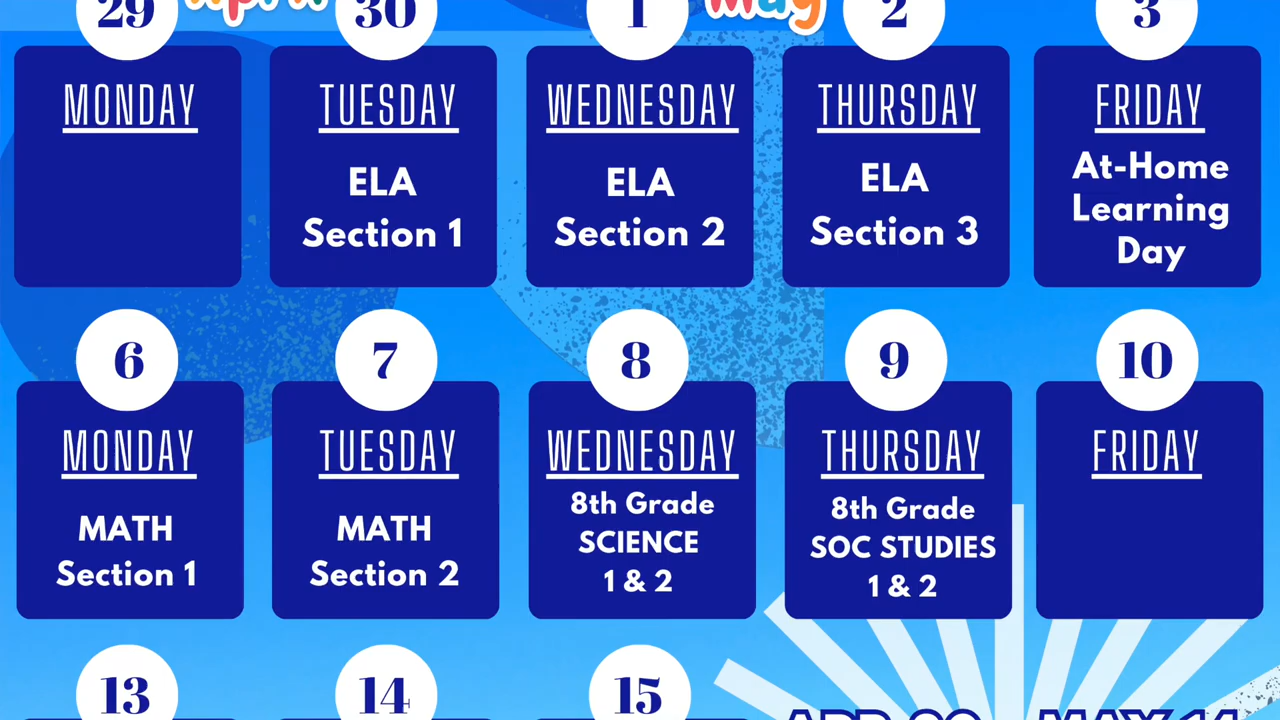 29 April 30 1 May 2 3
MONDAY TUESDAY WEDNESDAY THURSDAY FRIDAY
ELA
Section 1
ELA
Section 2
ELA
Section 3
At-Home
Learning
Day
6 7 8 9 10
MONDAY TUESDAY WEDNESDAY THURSDAY FRIDAY
MATH
Section 1
MATH
Section 2
8th Grade
SCIENCE
1 & 2
8th Grade
SOC STUDIES
1 & 2
13 14 15